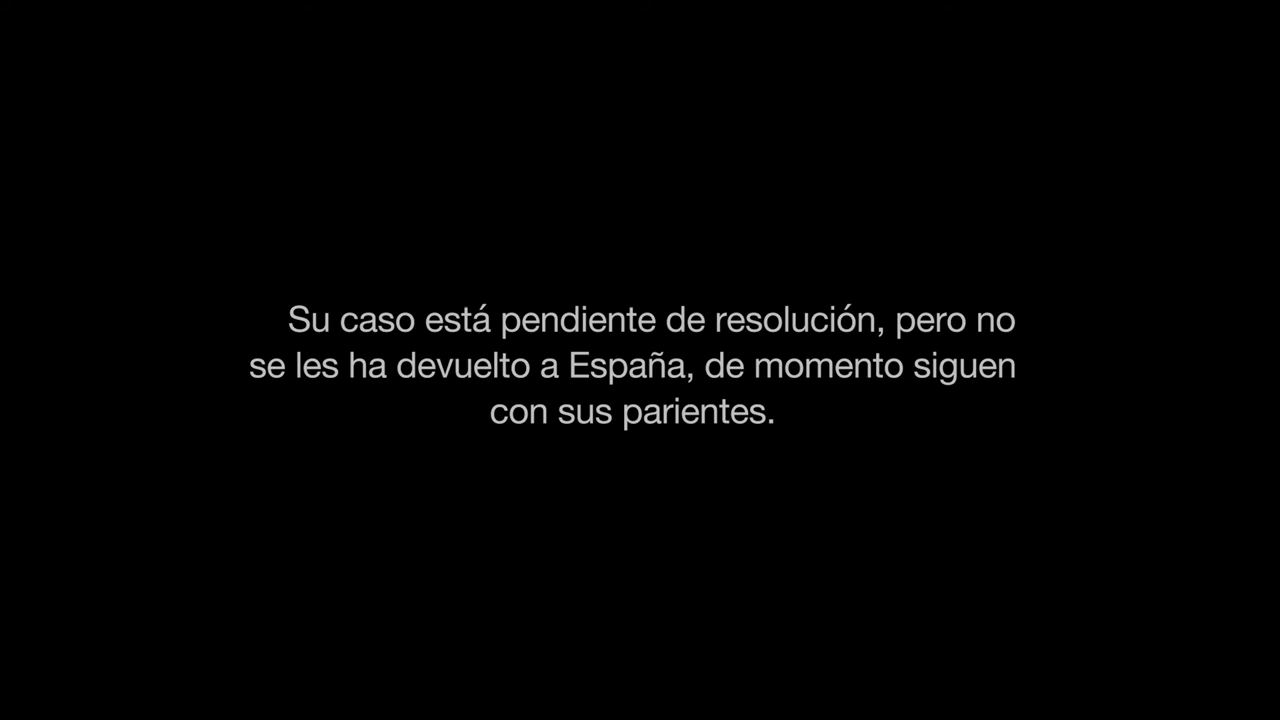 Su caso está pendiente de resolución, pero no
se les ha devuelto a España, de momento siguen
con sus parientes.